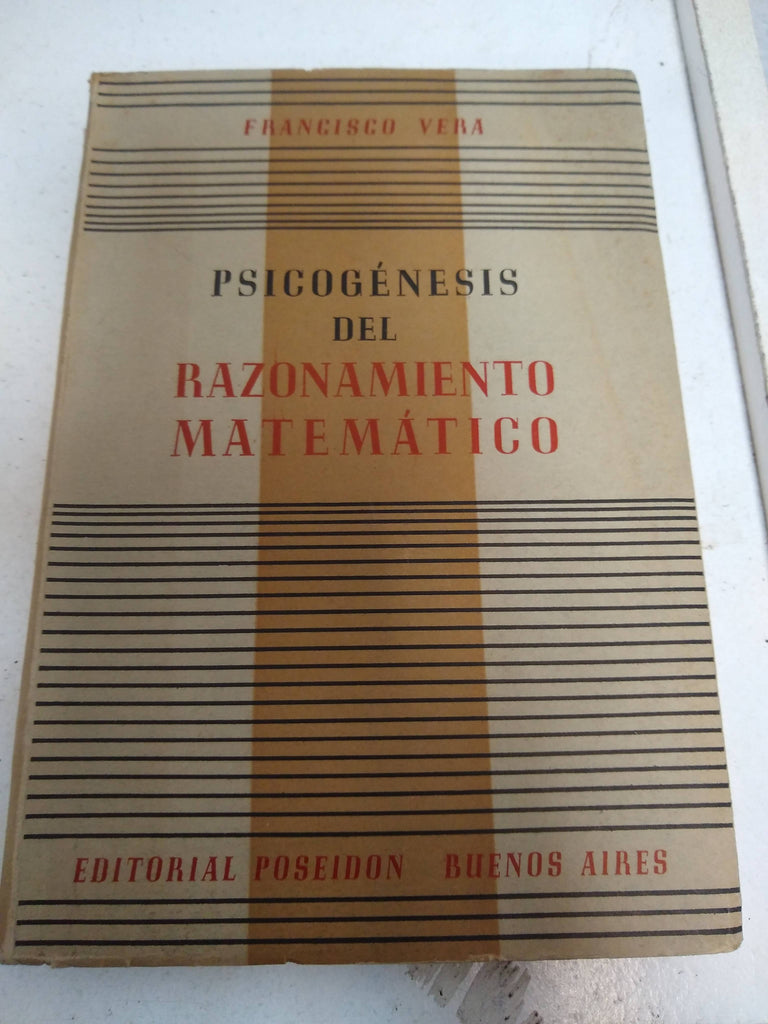 FRANCISCO VERA
PSICOGÉNESIS
DEL
RAZONAMIENTO
MATEMÁTICO
EDITORIAL POSEIDON BUENOS AIRES